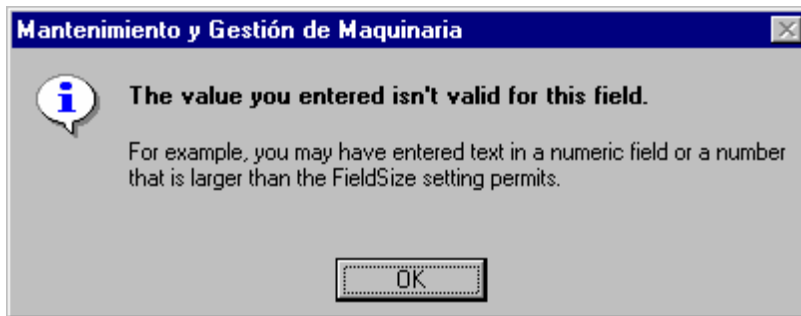 Mantenimiento y Gestión de Maquinaria
The value you entered isn't valid for this field.
For example, you may have entered text in a numeric field or a number
that is larger than the FieldSize setting permits.
OK